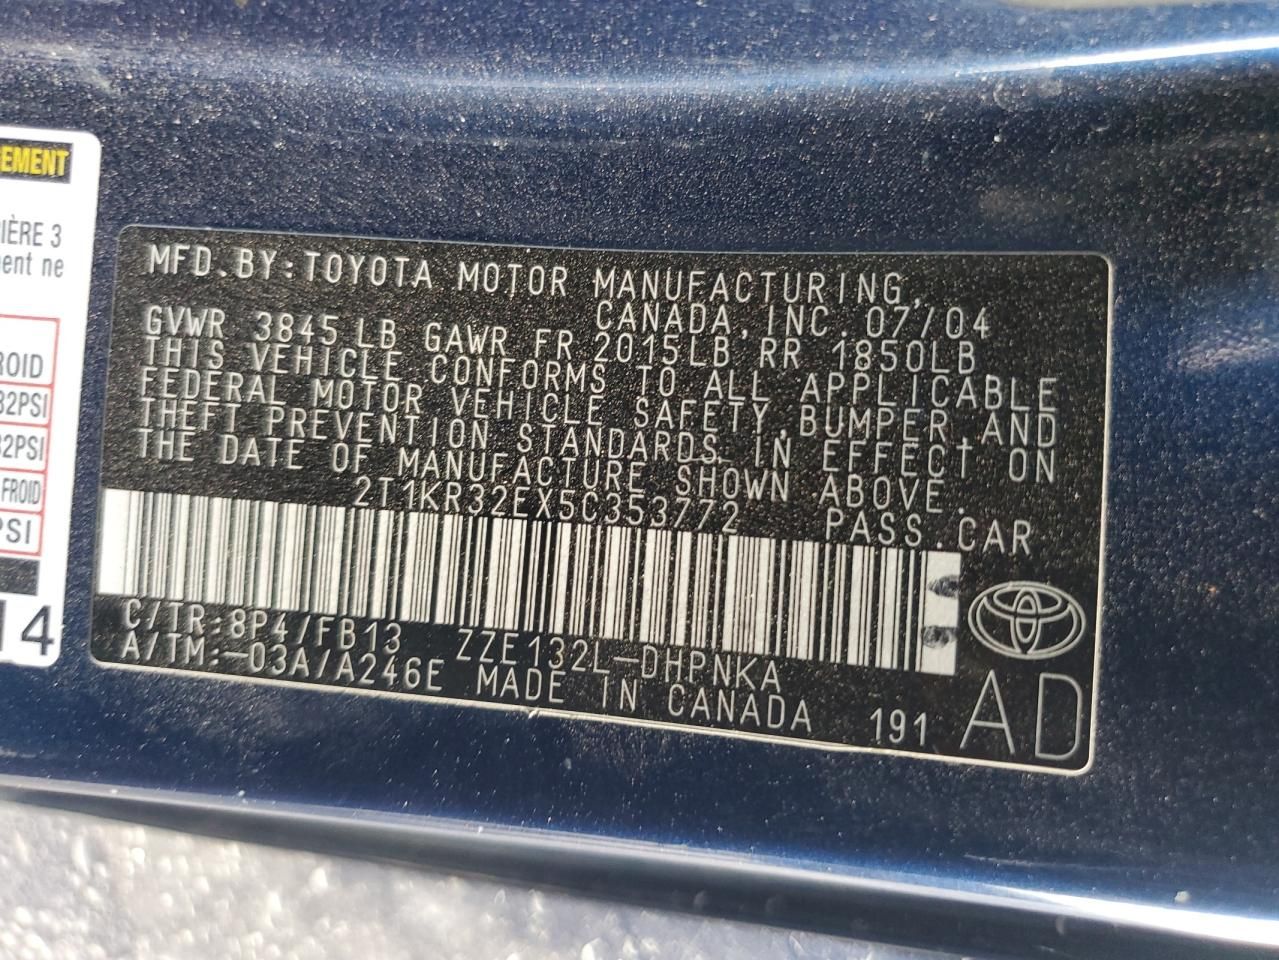 EMENT
IÈRE 3
ent ne
ROID
32PSI
32PSI
FROID
PSI
4
MFD.BY:TOYOTA MOTOR MANUFACTURING,
CANADA,INC.07/04
GVWR 3845LB GAWR FR 2015LB RR 1850LB
THIS VEHICLE CONFORMS TO ALL APPLICABLE
FEDERAL MOTOR VEHICLE SAFETY,BUMPER,AND
THEFT PREVENTION STANDARDS IN EFFECT ON
THE DATE OF MANUFACTURE SHOWN ABOVE.
2T1KR32EX5C353772 PASS.CAR
C/TR:8P4/FB13 ZZE132L-DHPNKA
A/TM:-03A/A246E MADE IN CANADA 191 AD